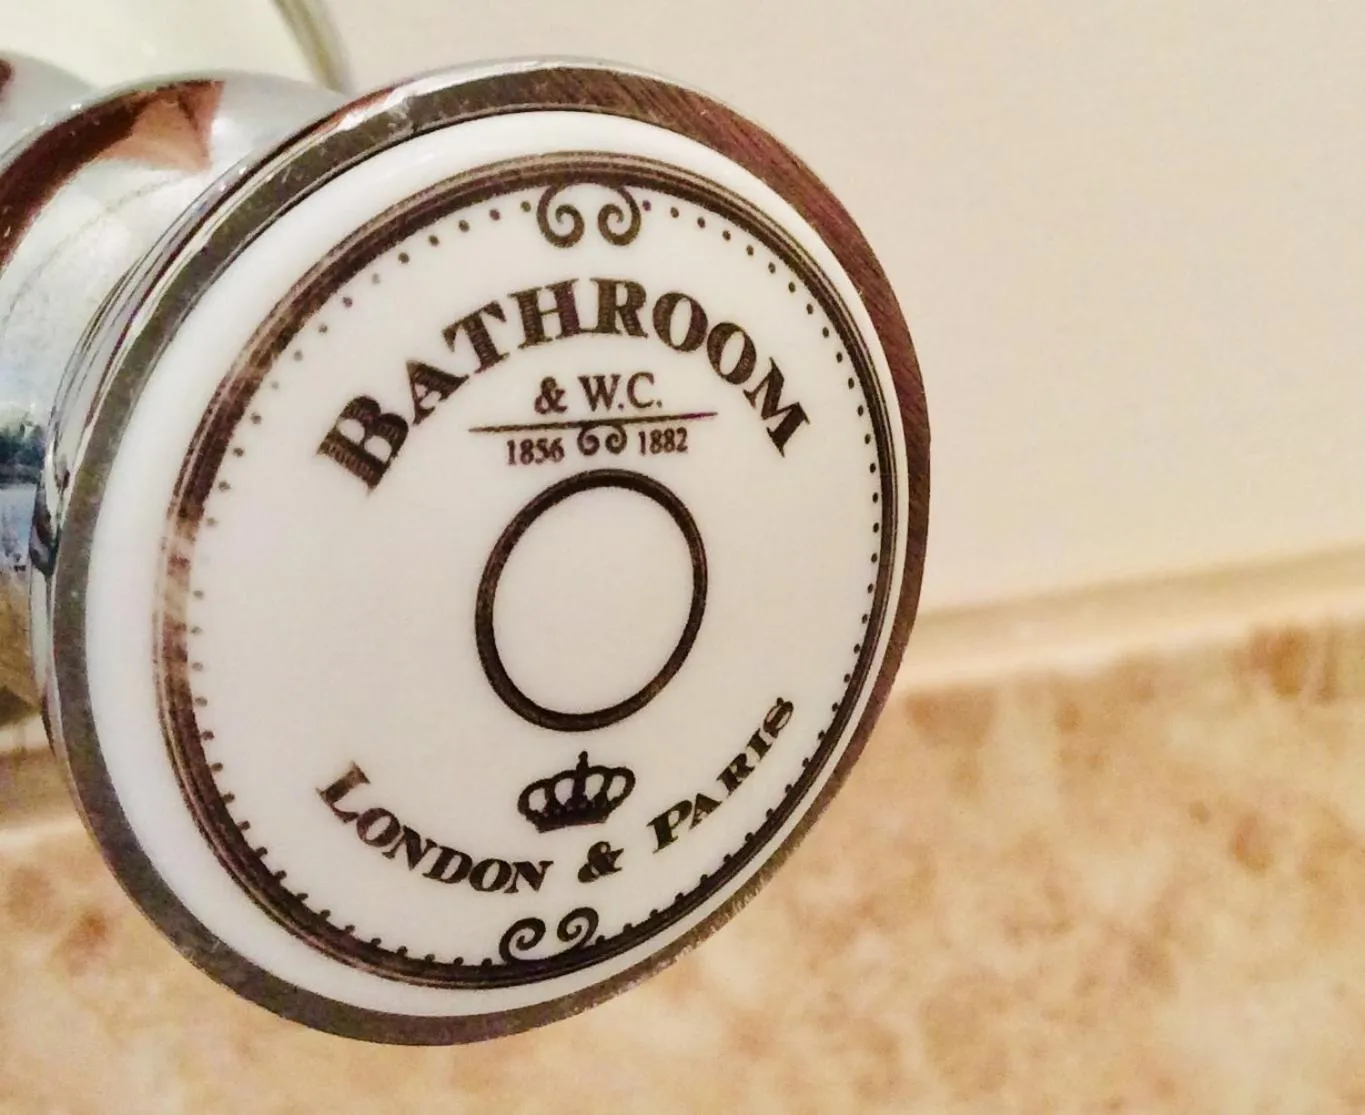 BATHROOM
& W.C.
1856 1882
LONDON & PARIS